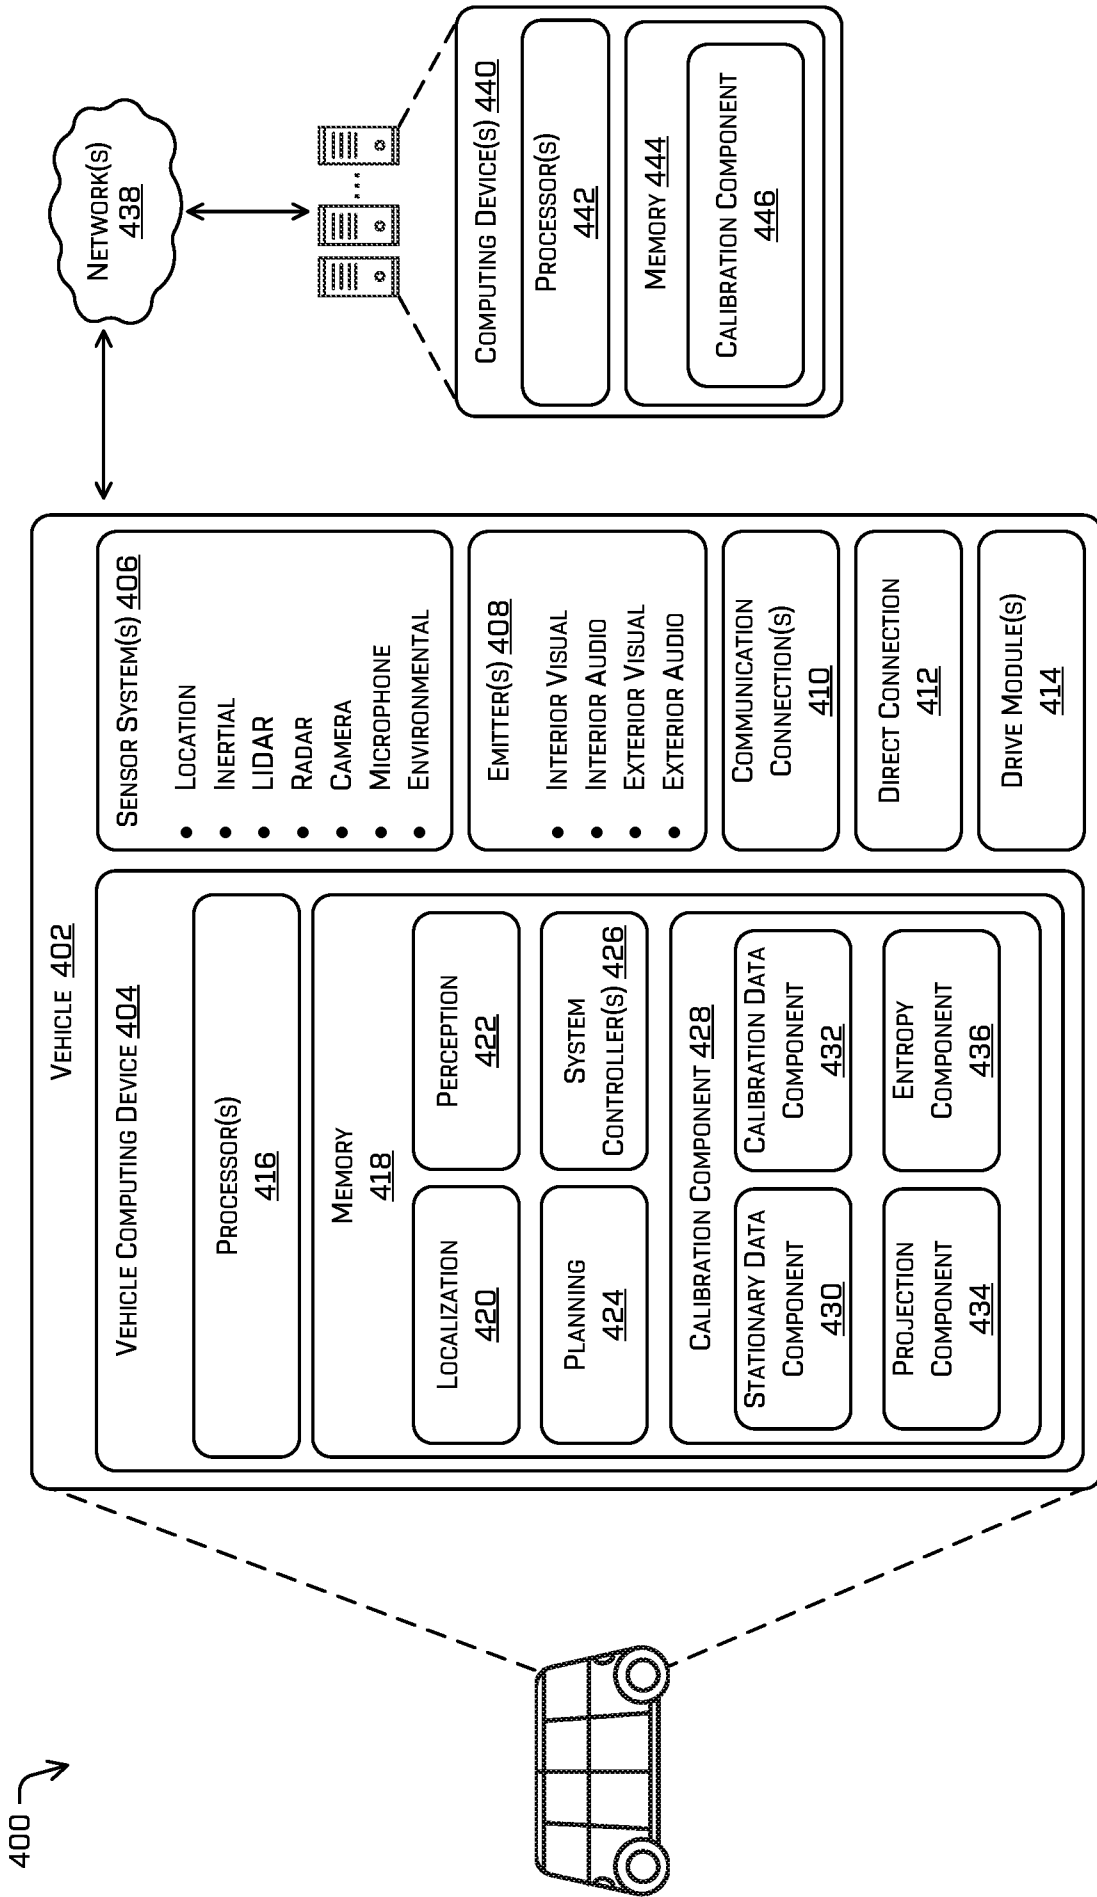 400
VEHICLE 402
VEHICLE COMPUTING DEVICE 404
PROCESSOR(S)
416
MEMORY
418
LOCALIZATION
420
PERCEPTION
422
PLANNING
424
SYSTEM
CONTROLLER(S) 426
CALIBRATION COMPONENT 428
STATIONARY DATA
COMPONENT
430
CALIBRATION DATA
COMPONENT
432
PROJECTION
COMPONENT
434
ENTROPY
COMPONENT
436
SENSOR SYSTEM(S) 406
• LOCATION
• INERTIAL
• LIDAR
• RADAR
• CAMERA
• MICROPHONE
• ENVIRONMENTAL
EMITTER(S) 408
• INTERIOR VISUAL
• INTERIOR AUDIO
• EXTERIOR VISUAL
• EXTERIOR AUDIO
COMMUNICATION
CONNECTION(S)
410
DIRECT CONNECTION
412
DRIVE MODULE(S)
414
NETWORK(S)
438
...
COMPUTING DEVICE(S) 440
PROCESSOR(S)
442
MEMORY 444
CALIBRATION COMPONENT
446